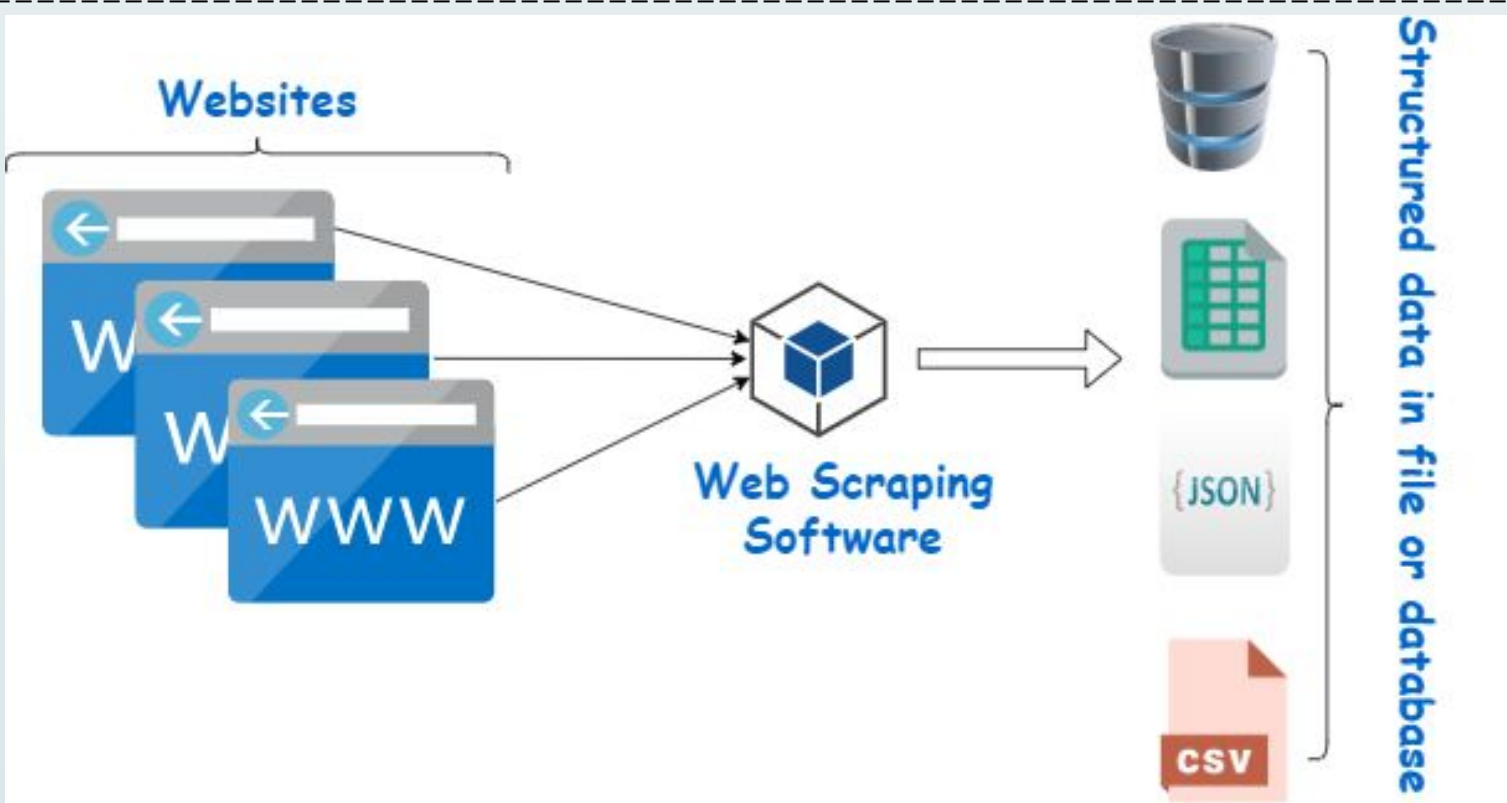 Websites
W
W
WWW
Web Scraping
Software
{JSON}
CSV
Structured data in file or database